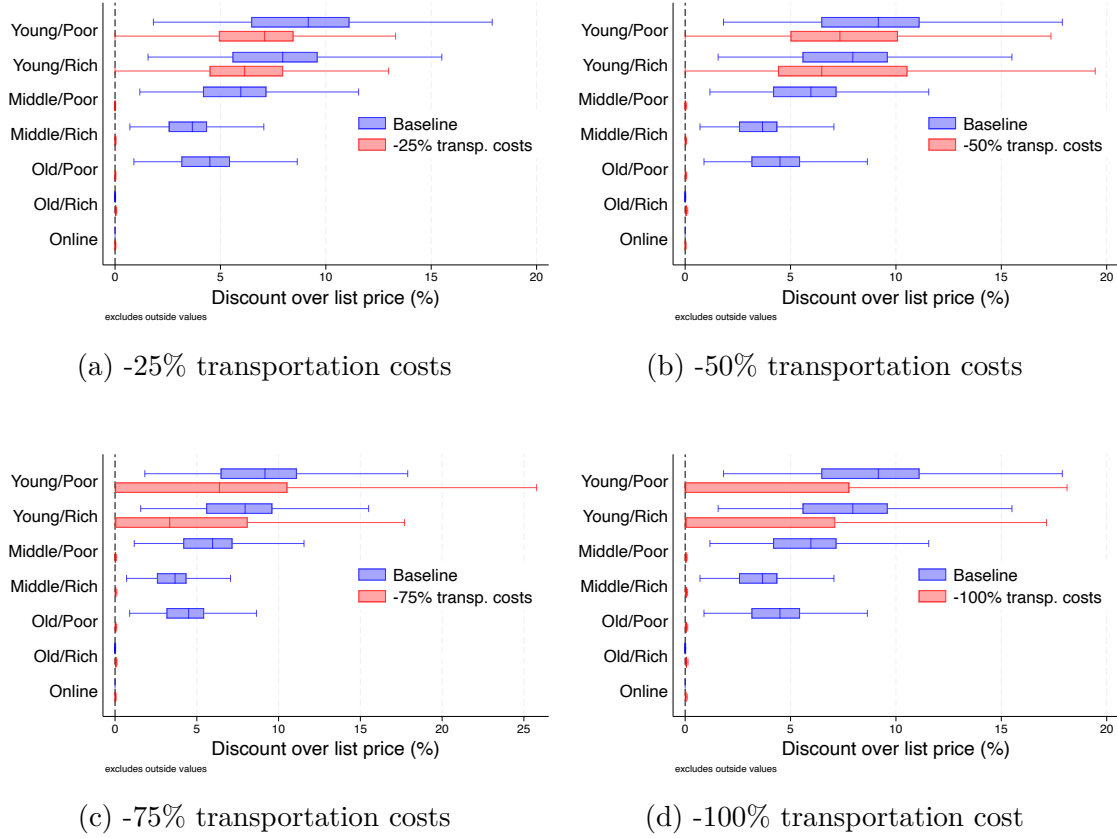 Young/Poor
Young/Rich
Middle/Poor
Middle/Rich
Old/Poor
Old/Rich
Online
Baseline
-25% transp. costs
0 5 10 15 20
Discount over list price (%)
excludes outside values
(a) -25% transportation costs
Young/Poor
Young/Rich
Middle/Poor
Middle/Rich
Old/Poor
Old/Rich
Online
Baseline
-50% transp. costs
0 5 10 15 20
Discount over list price (%)
excludes outside values
(b) -50% transportation costs
Young/Poor
Young/Rich
Middle/Poor
Middle/Rich
Old/Poor
Old/Rich
Online
Baseline
-75% transp. costs
0 5 10 15 20 25
Discount over list price (%)
excludes outside values
(c) -75% transportation costs
Young/Poor
Young/Rich
Middle/Poor
Middle/Rich
Old/Poor
Old/Rich
Online
Baseline
-100% transp. costs
0 5 10 15 20
Discount over list price (%)
excludes outside values
(d) -100% transportation cost